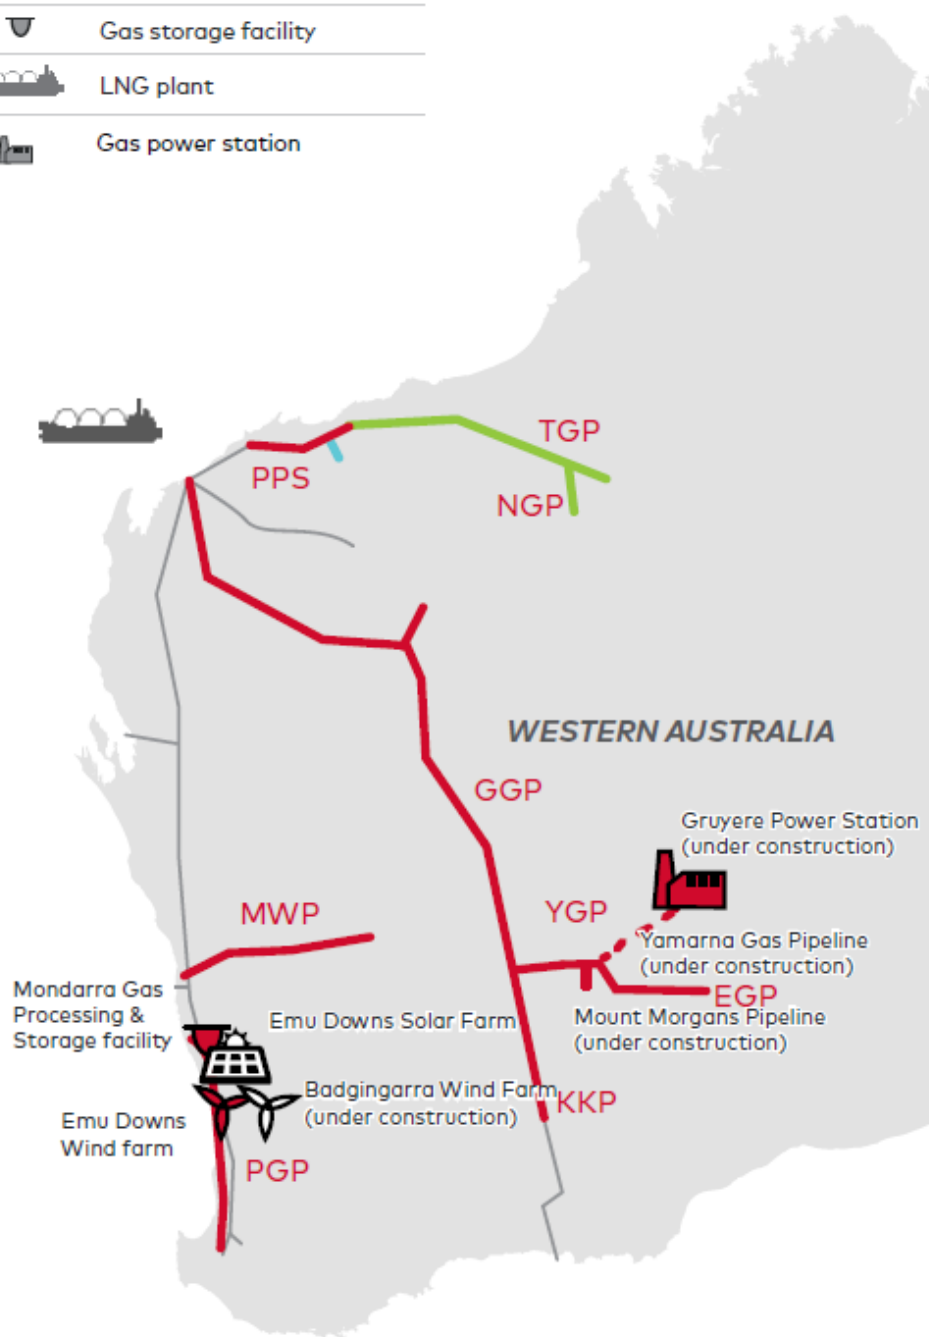 Gas storage facility
LNG plant
Gas power station
TGP
PPS
NGP
WESTERN AUSTRALIA
GGP
Gruyere Power Station
(under construction)
MWP
YGP
Yamarna Gas Pipeline
(under construction)
Mondarra Gas
Processing &
Storage facility
EGP
Emu Downs Solar Farm
Mount Morgans Pipeline
(under construction)
Badgingarra Wind Farm
(under construction)
KKP
Emu Downs
Wind farm
PGP